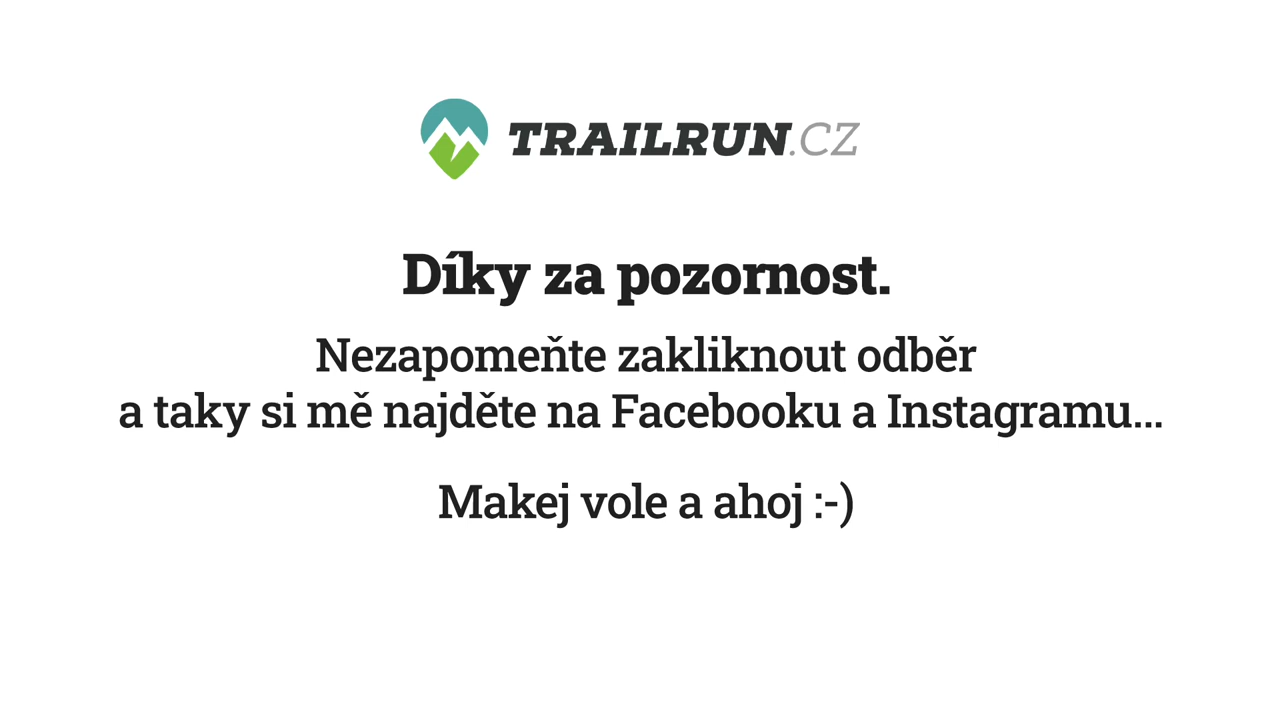 TRAILRUN.CZ
Díky za pozornost.
Nezapomeňte zakliknout odběr
a taky si mě najděte na Facebooku a Instagramu...
Makej vole a ahoj :-)